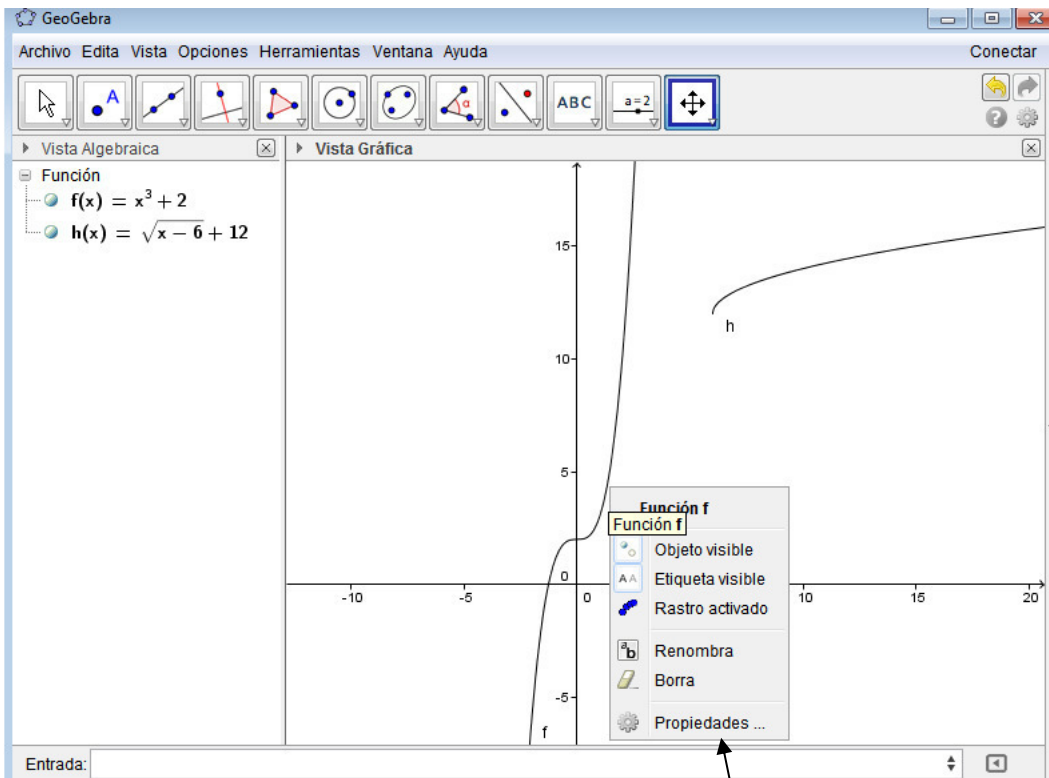 GeoGebra
Archivo Edita Vista Opciones Herramientas Ventana Ayuda Conectar
A α ABC a=2
Vista Algebraica
Vista Gráfica
Función
f(x) = x³ + 2
h(x) = √(x − 6) + 12
15
10
5
0
-5
-10 -5 0 10 15 20
h
f
Función f
Función f
Objeto visible
AA Etiqueta visible
Rastro activado
ab Renombra
Borra
Propiedades ...
Entrada: